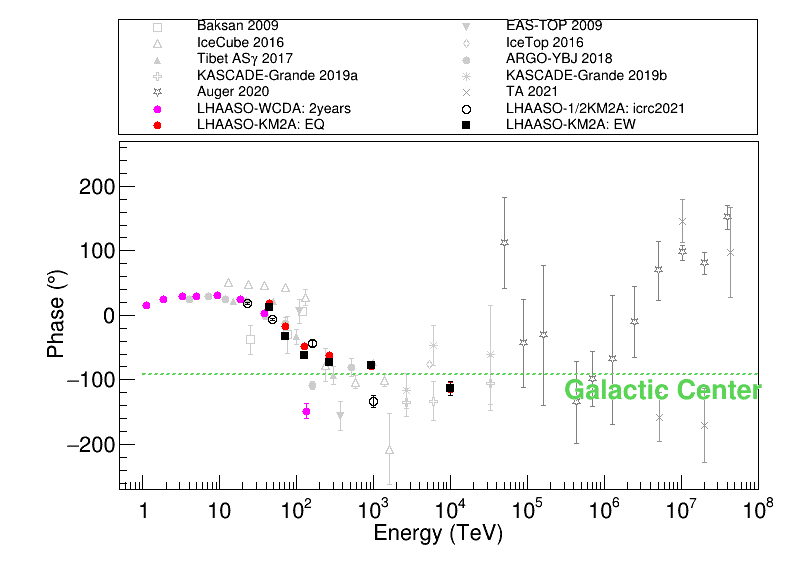 Baksan 2009 EAS-TOP 2009
IceCube 2016 IceTop 2016
Tibet ASγ 2017 ARGO-YBJ 2018
KASCADE-Grande 2019a KASCADE-Grande 2019b
Auger 2020 TA 2021
LHAASO-WCDA: 2years LHAASO-1/2KM2A: icrc2021
LHAASO-KM2A: EQ LHAASO-KM2A: EW
200
100
0
−100
−200
Phase (°)
Galactic Center
1 10 10² 10³ 10⁴ 10⁵ 10⁶ 10⁷ 10⁸
Energy (TeV)